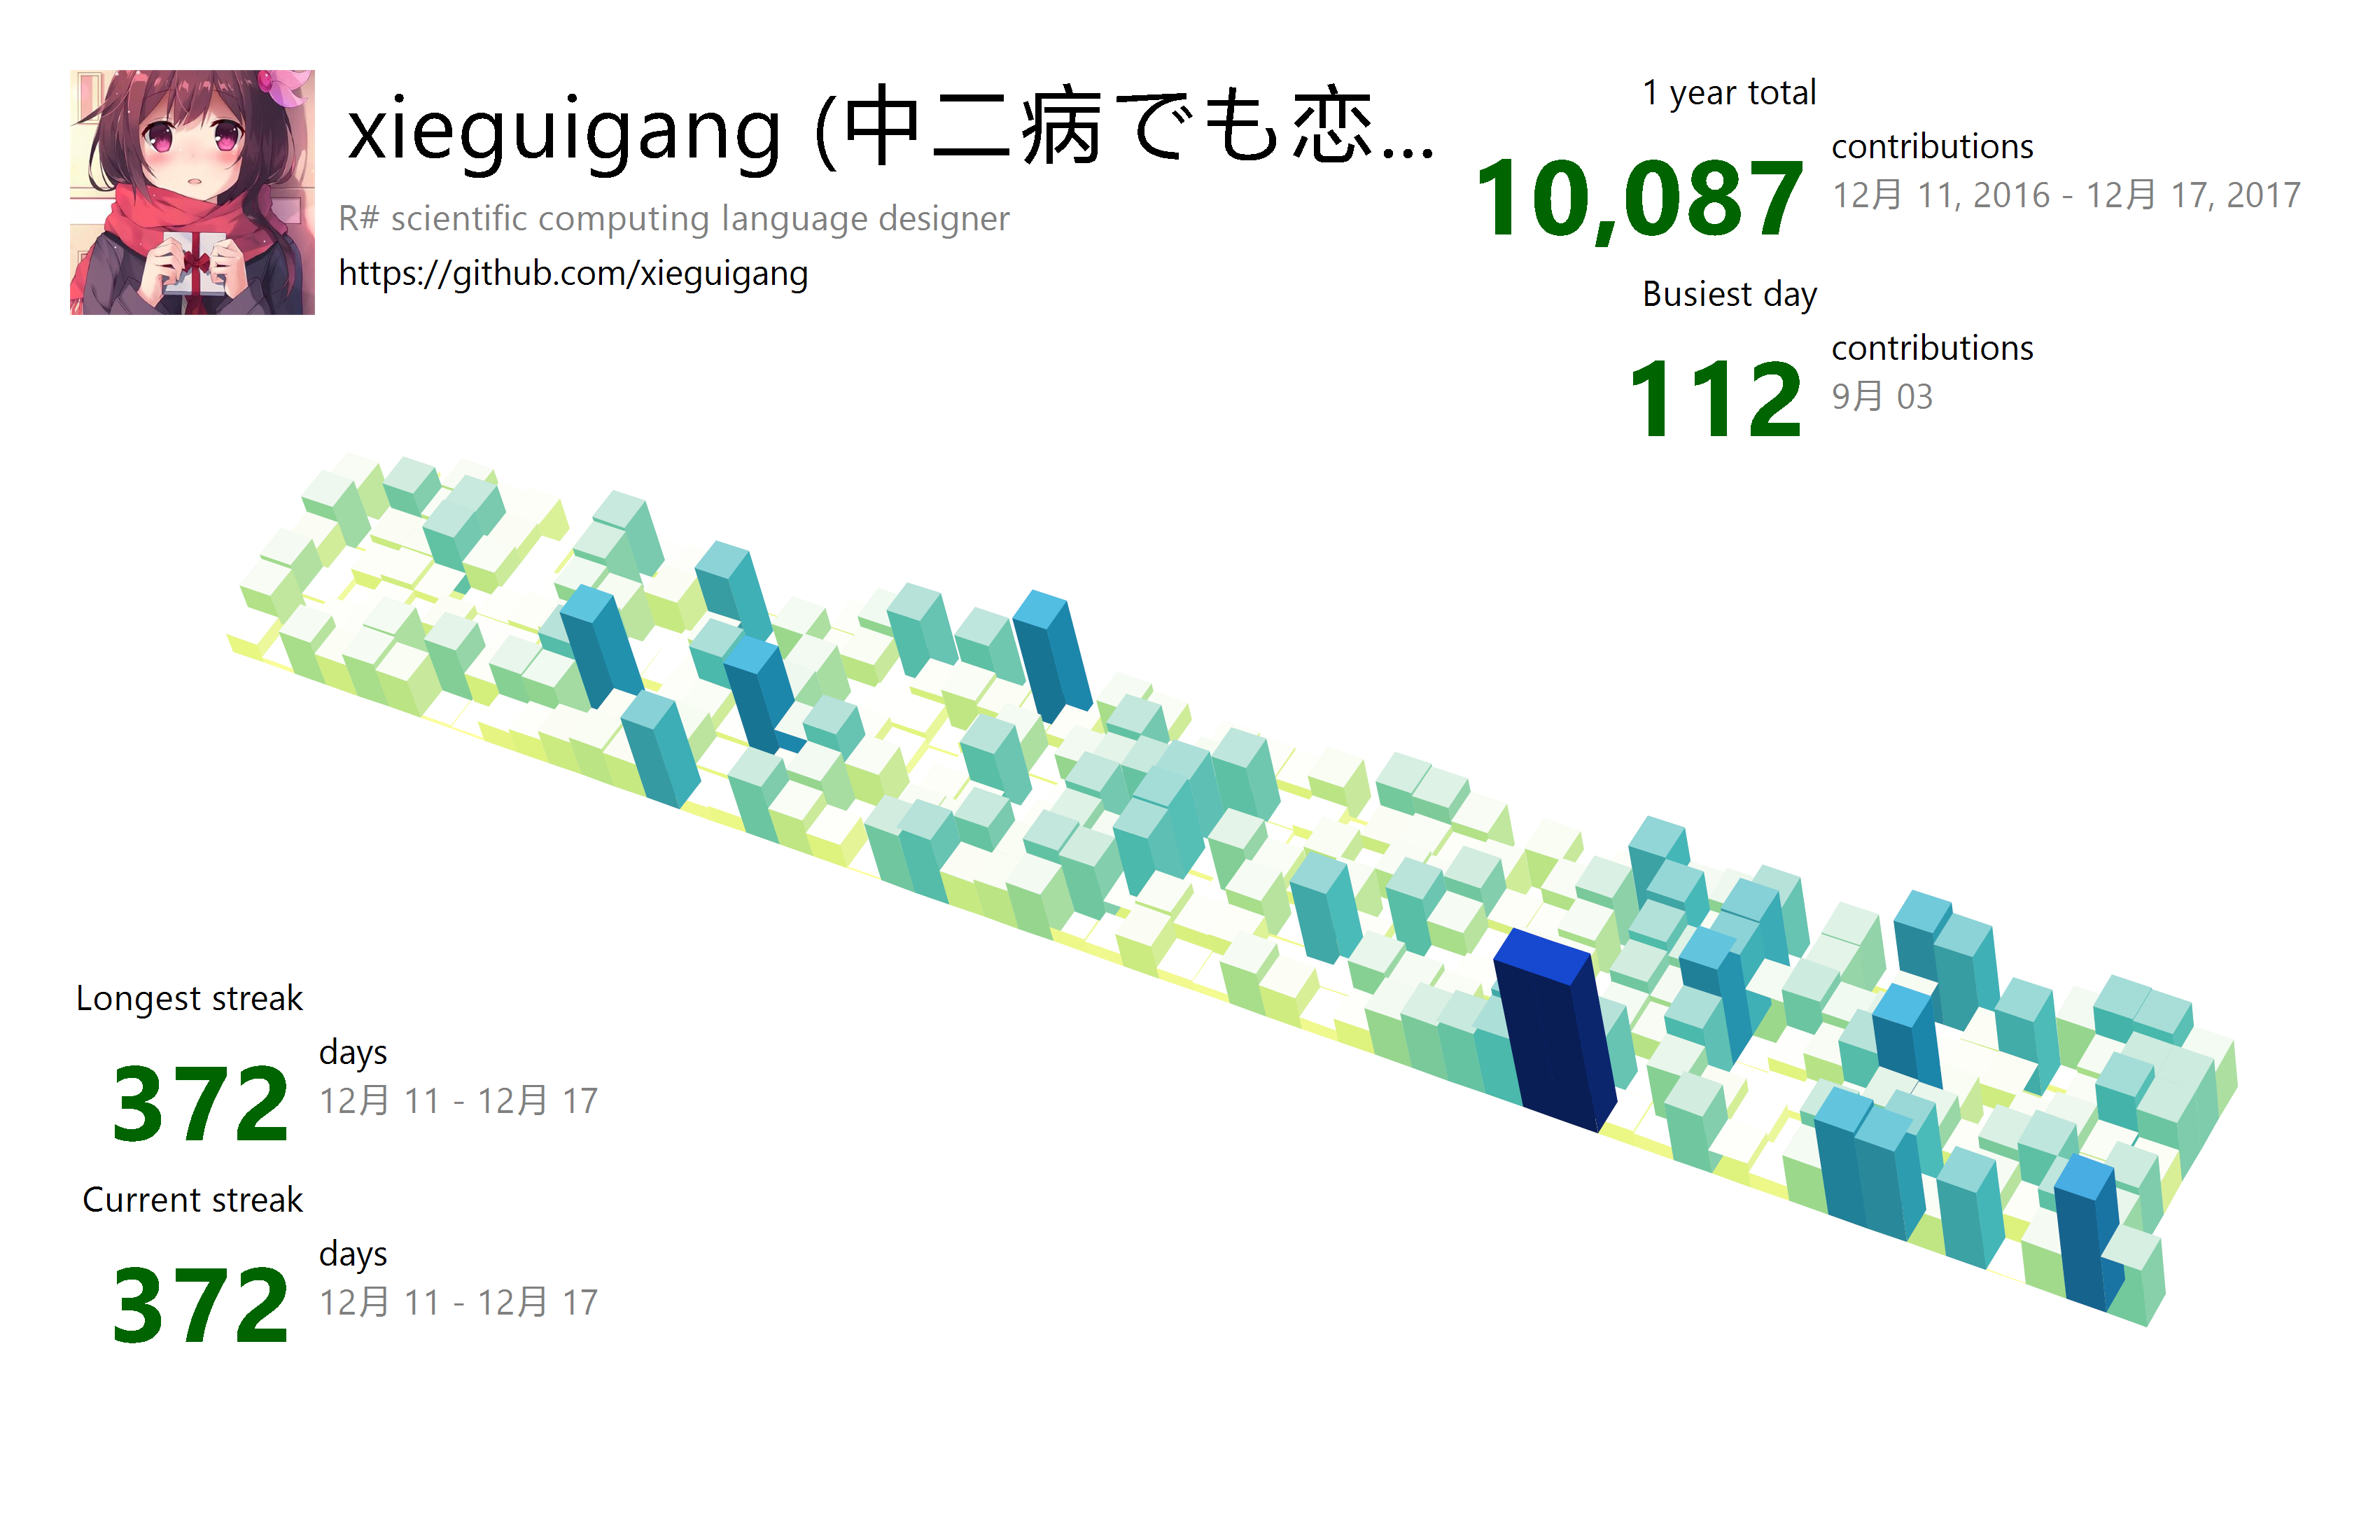 xieguigang (中二病でも恋...
R# scientific computing language designer
https://github.com/xieguigang
1 year total
10,087
contributions
12月 11, 2016 - 12月 17, 2017
Busiest day
112
contributions
9月 03
Longest streak
372
days
12月 11 - 12月 17
Current streak
372
days
12月 11 - 12月 17